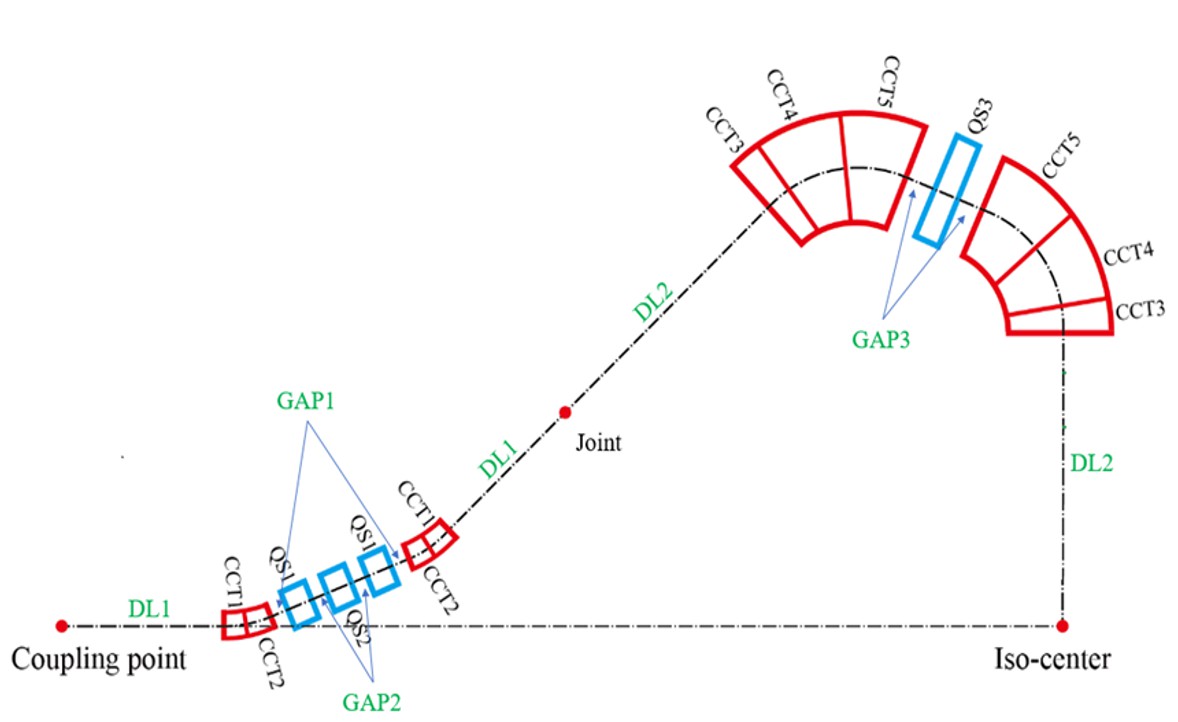 CCT5
CCT4
CCT3
QS3
CCT5
CCT4
CCT3
DL2
GAP3
GAP1
Joint
DL1
DL2
CCT1
QS1
QS1
CCT1
CCT2
QS2
DL1
CCT2
Coupling point
Iso-center
GAP2